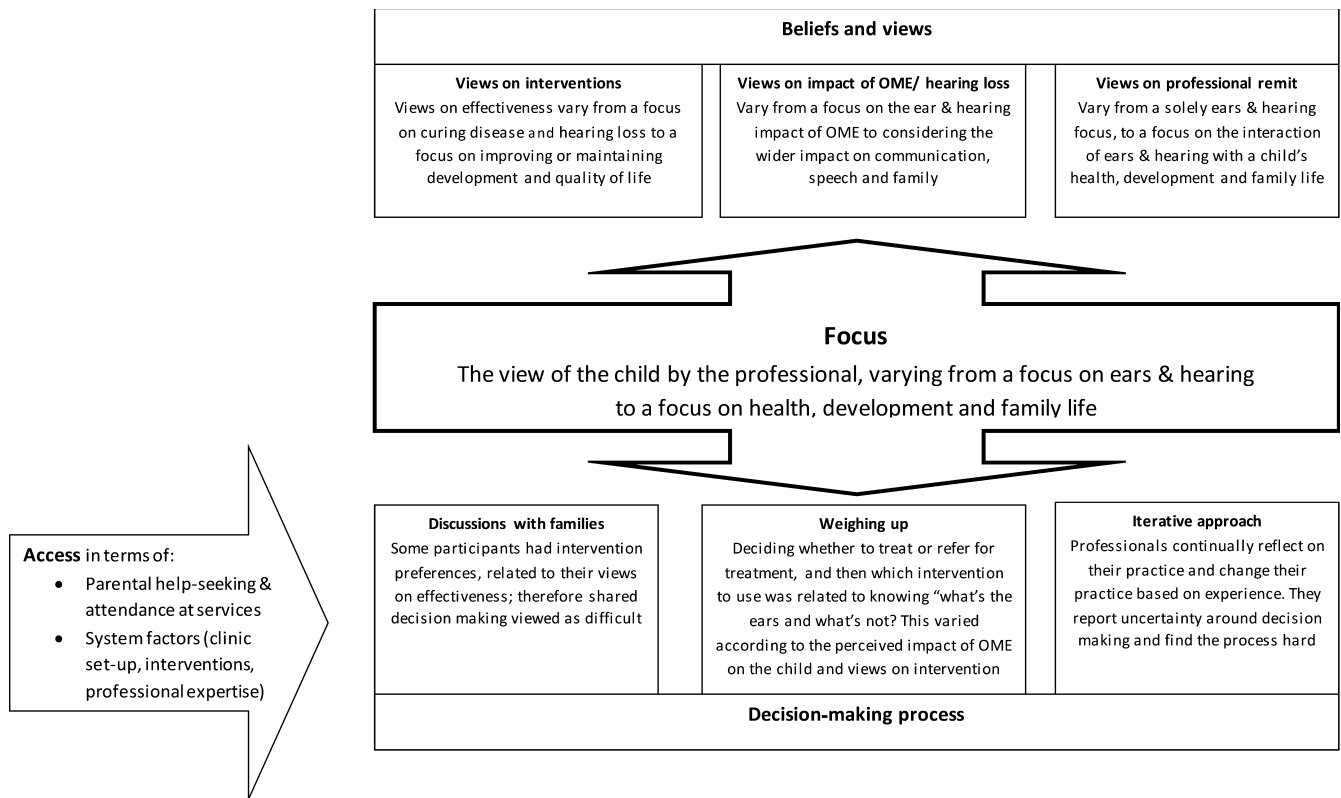 Beliefs and views
Views on interventions
Views on effectiveness vary from a focus
on curing disease and hearing loss to a
focus on improving or maintaining
development and quality of life
Views on impact of OME/ hearing loss
Vary from a focus on the ear & hearing
impact of OME to considering the
wider impact on communication,
speech and family
Views on professional remit
Vary from a solely ears & hearing
focus, to a focus on the interaction
of ears & hearing with a child's
health, development and family life
Focus
The view of the child by the professional, varying from a focus on ears & hearing
to a focus on health, development and family life
Access in terms of:
• Parental help-seeking &
attendance at services
• System factors (clinic
set-up, interventions,
professional expertise)
Discussions with families
Some participants had intervention
preferences, related to their views
on effectiveness; therefore shared
decision making viewed as difficult
Weighing up
Deciding whether to treat or refer for
treatment, and then which intervention
to use was related to knowing “what's the
ears and what's not? This varied
according to the perceived impact of OME
on the child and views on intervention
Iterative approach
Professionals continually reflect on
their practice and change their
practice based on experience. They
report uncertainty around decision
making and find the process hard
Decision-making process